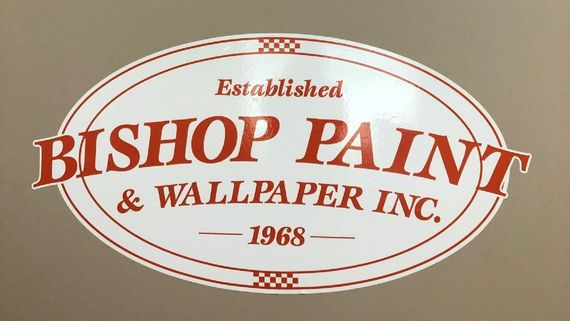 Established
BISHOP PAINT
& WALLPAPER INC.
1968